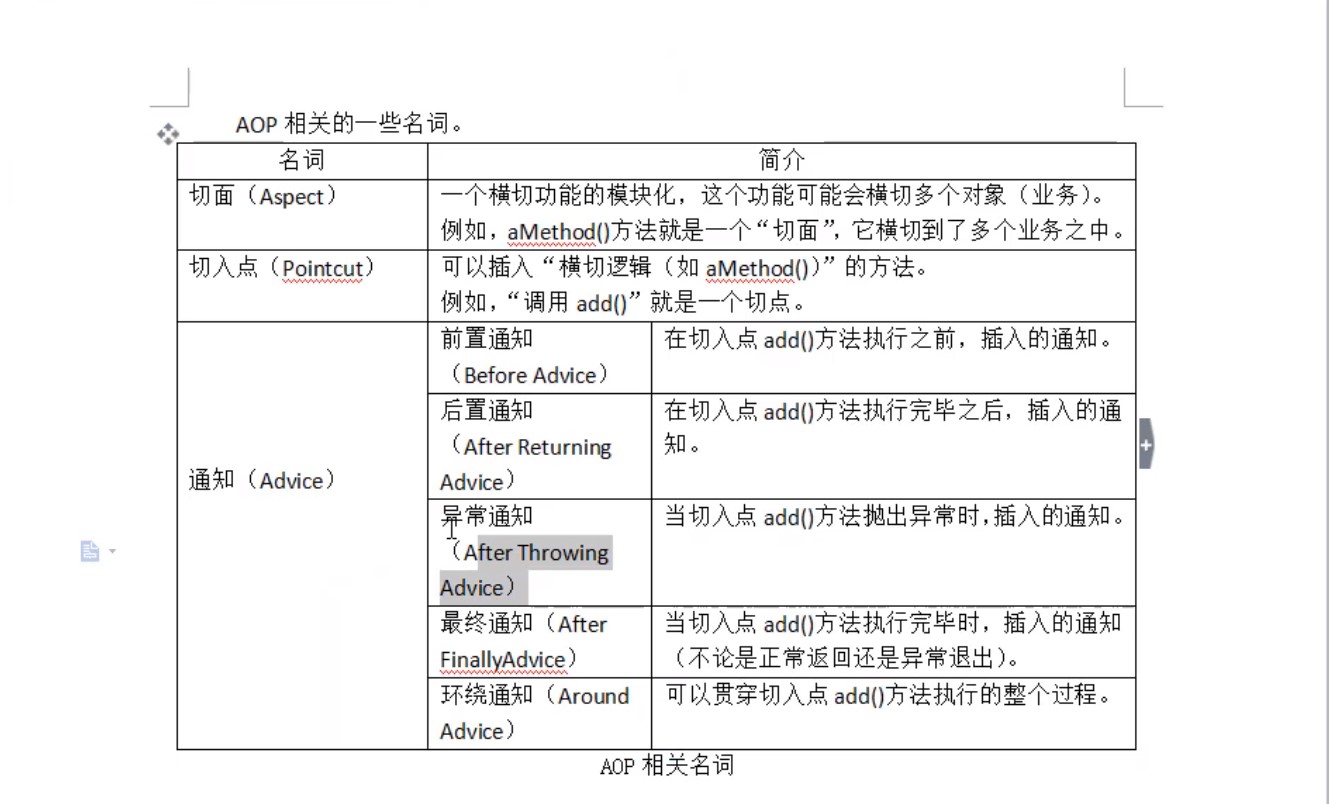 AOP 相关的一些名词。
名词
简介
切面（Aspect）
一个横切功能的模块化，这个功能可能会横切多个对象（业务）。
例如，aMethod()方法就是一个“切面”，它横切到了多个业务之中。
切入点（Pointcut）
可以插入“横切逻辑（如 aMethod()）”的方法。
例如，“调用 add()”就是一个切点。
通知（Advice）
前置通知
（Before Advice）
在切入点 add()方法执行之前，插入的通知。
后置通知
（After Returning
Advice）
在切入点 add()方法执行完毕之后，插入的通
知。
异常通知
（After Throwing
Advice）
当切入点 add()方法抛出异常时，插入的通知。
最终通知（After
FinallyAdvice）
当切入点 add()方法执行完毕时，插入的通知
（不论是正常返回还是异常退出）。
环绕通知（Around
Advice）
可以贯穿切入点 add()方法执行的整个过程。
AOP 相关名词